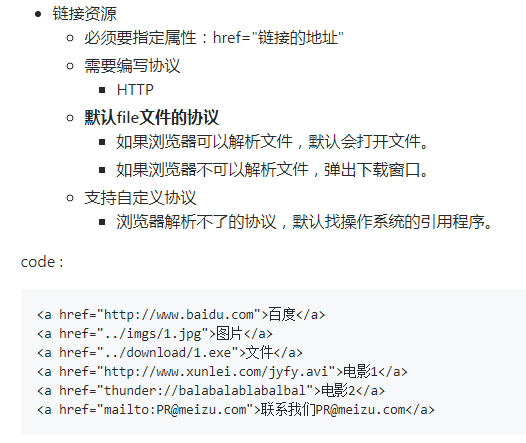 链接资源
必须要指定属性：href="链接的地址"
需要编写协议
HTTP
默认file文件的协议
如果浏览器可以解析文件，默认会打开文件。
如果浏览器不可以解析文件，弹出下载窗口。
支持自定义协议
浏览器解析不了的协议，默认找操作系统的引用程序。
code :
<a href="http://www.baidu.com">百度</a>
<a href="../imgs/1.jpg">图片</a>
<a href="../download/1.exe">文件</a>
<a href="http://www.xunlei.com/jyfy.avi">电影1</a>
<a href="thunder://balabalablabalbal">电影2</a>
<a href="mailto:PR@meizu.com">联系我们PR@meizu.com</a>